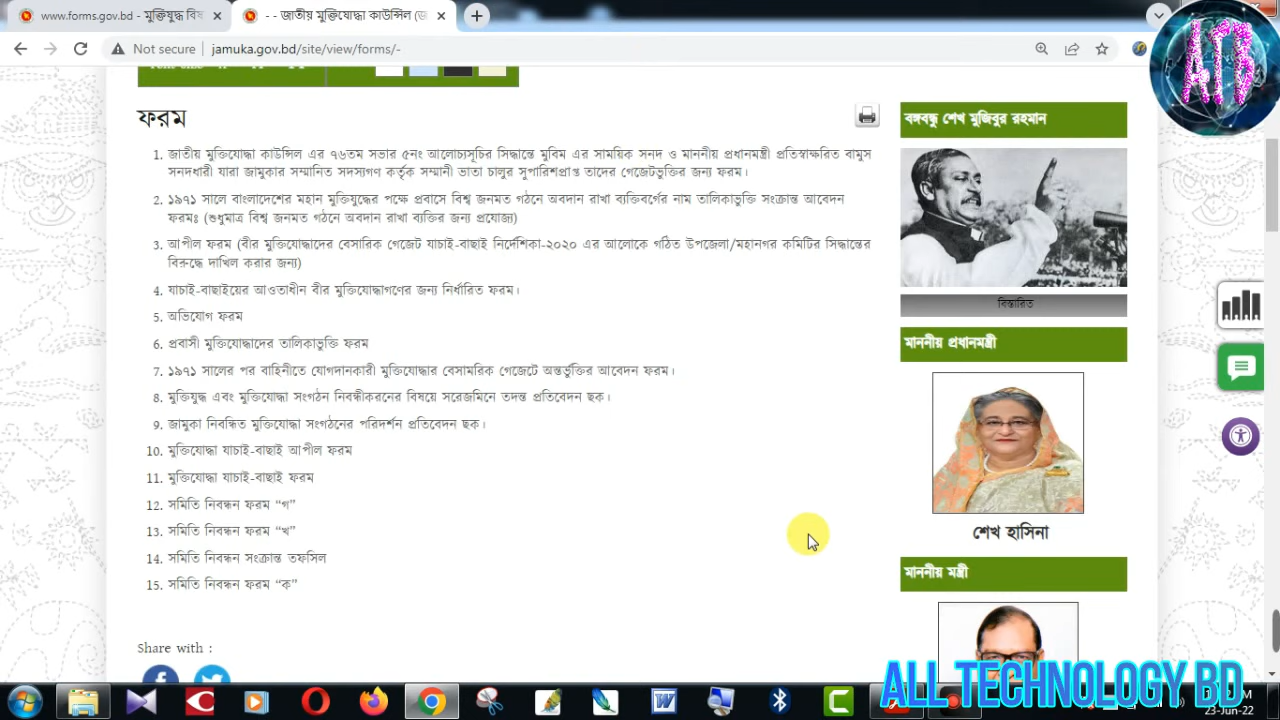 www.forms.gov.bd - মুক্তিযুদ্ধ বিষ
- - জাতীয় মুক্তিযোদ্ধা কাউন্সিল (জা
Not secure
jamuka.gov.bd/site/view/forms/-
AD
ফরম
1. জাতীয় মুক্তিযোদ্ধা কাউন্সিল এর ৭৬তম সভার ৫নং আলোচ্যসূচির সিদ্ধান্তে মুবিম এর সাময়িক সনদ ও মাননীয় প্রধানমন্ত্রী প্রতিস্বাক্ষরিত বামুস
সনদধারী যারা জামুকার সম্মানিত সদস্যগণ কর্তৃক সম্মানী ভাতা চালুর সুপারিশপ্রাপ্ত তাদের গেজেটভুক্তির জন্য ফরম।
2. ১৯৭১ সালে বাংলাদেশের মহান মুক্তিযুদ্ধের পক্ষে প্রবাসে বিশ্ব জনমত গঠনে অবদান রাখা ব্যক্তিবর্গের নাম তালিকাভুক্তি সংক্রান্ত আবেদন
ফরমঃ (শুধুমাত্র বিশ্ব জনমত গঠনে অবদান রাখা ব্যক্তির জন্য প্রযোজ্য)
3. আপীল ফরম (বীর মুক্তিযোদ্ধাদের বেসারিক গেজেট যাচাই-বাছাই নির্দেশিকা-২০২০ এর আলোকে গঠিত উপজেলা/মহানগর কমিটির সিদ্ধান্তের
বিরুদ্ধে দাখিল করার জন্য)
4. যাচাই-বাছাইয়ের আওতাধীন বীর মুক্তিযোদ্ধাগণের জন্য নির্ধারিত ফরম।
5. অভিযোগ ফরম
6. প্রবাসী মুক্তিযোদ্ধাদের তালিকাভুক্তি ফরম
7. ১৯৭১ সালের পর বাহিনীতে যোগদানকারী মুক্তিযোদ্ধার বেসামরিক গেজেটে অন্তর্ভুক্তির আবেদন ফরম।
8. মুক্তিযুদ্ধ এবং মুক্তিযোদ্ধা সংগঠন নিবন্ধীকরনের বিষয়ে সরেজমিনে তদন্ত প্রতিবেদন ছক।
9. জামুকা নিবন্ধিত মুক্তিযোদ্ধা সংগঠনের পরিদর্শন প্রতিবেদন ছক।
10. মুক্তিযোদ্ধা যাচাই-বাছাই আপীল ফরম
11. মুক্তিযোদ্ধা যাচাই-বাছাই ফরম
12. সমিতি নিবন্ধন ফরম “গ”
13. সমিতি নিবন্ধন ফরম “খ”
14. সমিতি নিবন্ধন সংক্রান্ত তফসিল
15. সমিতি নিবন্ধন ফরম “ক”
Share with :
বঙ্গবন্ধু শেখ মুজিবুর রহমান
বিস্তারিত
মাননীয় প্রধানমন্ত্রী
শেখ হাসিনা
মাননীয় মন্ত্রী
ALL TECHNOLOGY BD
23-Jun-22